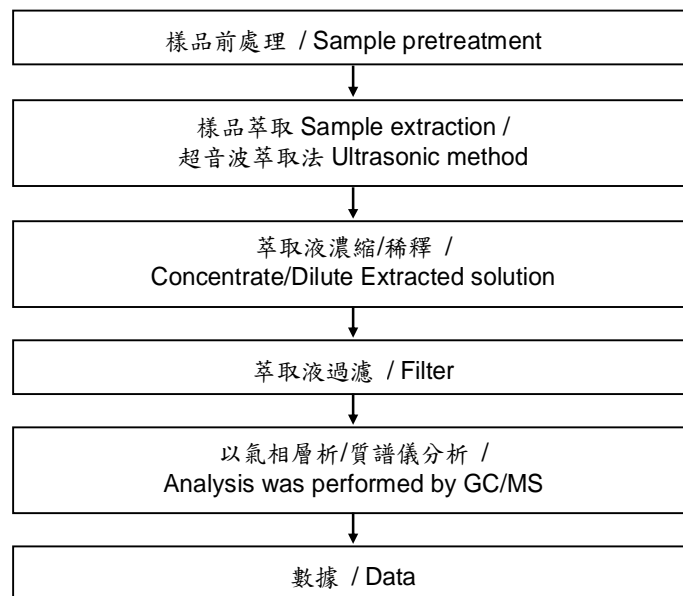 樣品前處理 / Sample pretreatment
樣品萃取 Sample extraction /
超音波萃取法 Ultrasonic method
萃取液濃縮/稀釋 /
Concentrate/Dilute Extracted solution
萃取液過濾 / Filter
以氣相層析/質譜儀分析 /
Analysis was performed by GC/MS
數據 / Data